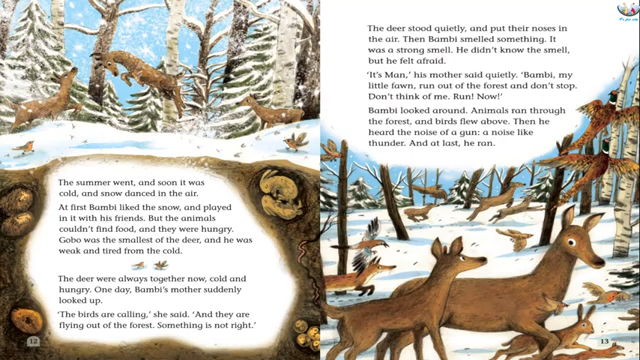 The summer went, and soon it was
cold, and snow danced in the air.
At first Bambi liked the snow, and played
in it with his friends. But the animals
couldn't find food, and they were hungry.
Gobo was the smallest of the deer, and he was
weak and tired from the cold.
The deer were always together now, cold and
hungry. One day, Bambi's mother suddenly
looked up.
'The birds are calling,' she said. 'And they are
flying out of the forest. Something is not right.'
12
The deer stood quietly, and put their noses in
the air. Then Bambi smelled something. It
was a strong smell. He didn't know the smell,
but he felt afraid.
'It's Man,' his mother said quietly. 'Bambi, my
little fawn, run out of the forest and don't stop.
Don't think of me. Run! Now!'
Bambi looked around. Animals ran through
the forest, and birds flew above. Then he
heard the noise of a gun: a noise like
thunder. And at last, he ran.
13